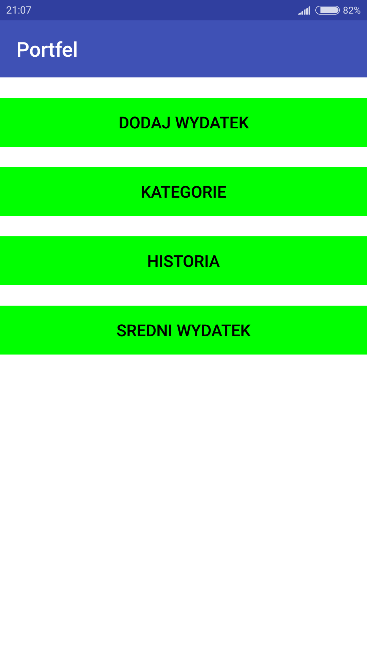 21:07 82%
Portfel
DODAJ WYDATEK
KATEGORIE
HISTORIA
SREDNI WYDATEK